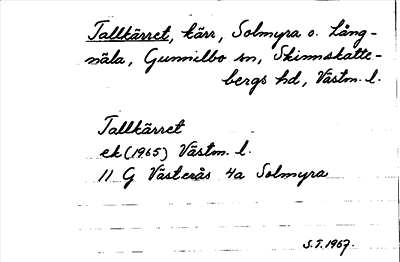 Tallkärret, kärr, Solmyra o. Lång-
näla, Gunnilbo sn, Skinnskatte-
bergs hd, Västm. l.
Tallkärret
ek (1965) Västm. l.
11 G Västerås 4a Solmyra
S.T. 1967.